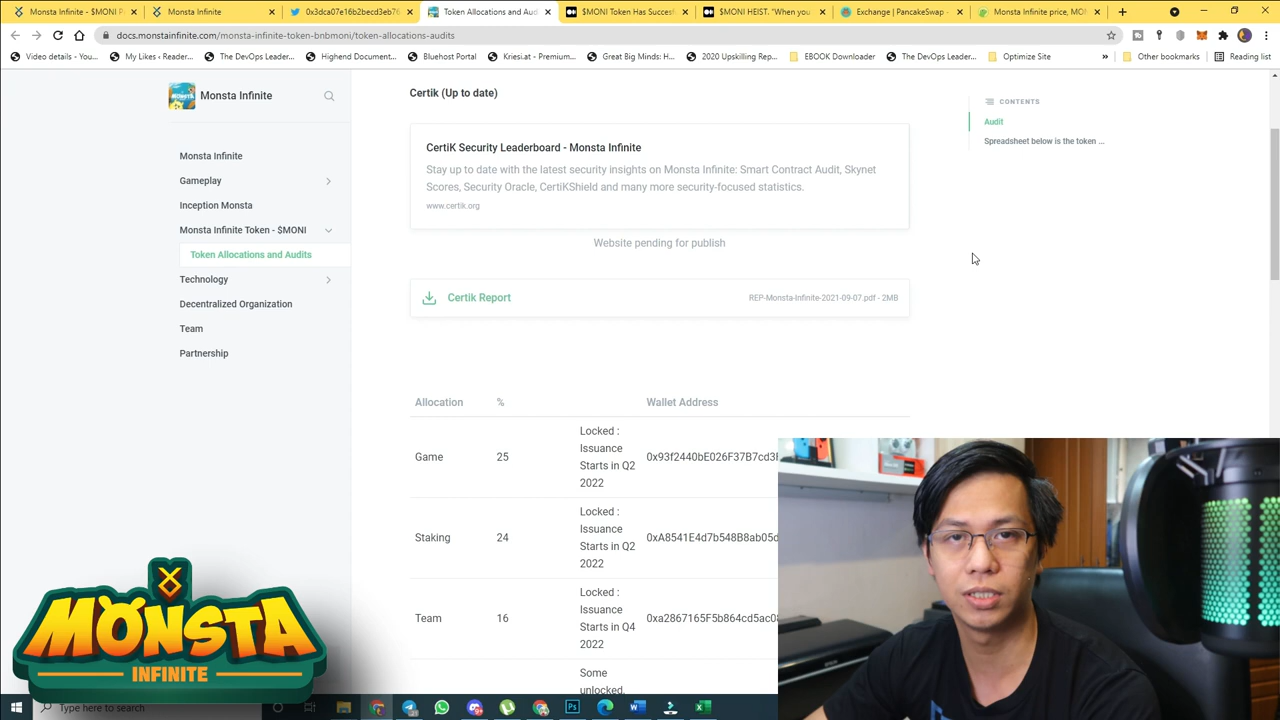 Monsta Infinite - $MONI P
Monsta Infinite
0x3dca07e16b2becd3eb76
Token Allocations and Aud
$MONI Token Has Successf
$MONI HEIST. "When you
Exchange | PancakeSwap -
Monsta Infinite price, MON
docs.monstainfinite.com/monsta-infinite-token-bnbmoni/token-allocations-audits
Video details - You...
My Likes - Reader...
The DevOps Leader...
Highend Document...
Bluehost Portal
Kriesi.at - Premium...
Great Big Minds: H...
2020 Upskilling Rep...
EBOOK Downloader
The DevOps Leader...
Optimize Site
»
Other bookmarks
Reading list
Monsta Infinite
Monsta Infinite
Gameplay
Inception Monsta
Monsta Infinite Token - $MONI
Token Allocations and Audits
Technology
Decentralized Organization
Team
Partnership
Certik (Up to date)
CertiK Security Leaderboard - Monsta Infinite
Stay up to date with the latest security insights on Monsta Infinite: Smart Contract Audit, Skynet
Scores, Security Oracle, CertiKShield and many more security-focused statistics.
www.certik.org
Website pending for publish
Certik Report
REP-Monsta-Infinite-2021-09-07.pdf - 2MB
CONTENTS
Audit
Spreadsheet below is the token ...
Allocation % Wallet Address
Game 25
Locked :
Issuance
Starts in Q2
2022
0x93f2440bE026F37B7cd3
Staking 24
Locked :
Issuance
Starts in Q2
2022
0xA8541E4d7b548B8ab05d
Team 16
Locked :
Issuance
Starts in Q4
2022
0xa2867165F5b864cd5ac0
Some
unlocked,
MONSTA
INFINITE
Type here to search